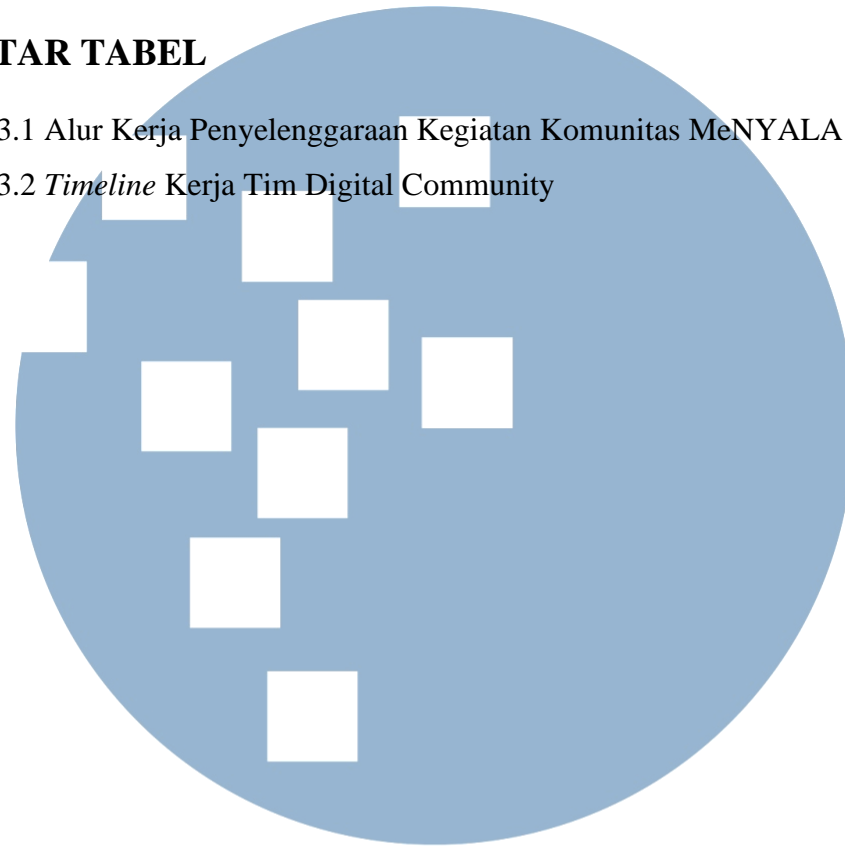 TAR TABEL
3.1 Alur Kerja Penyelenggaraan Kegiatan Komunitas MeNYALA
3.2 Timeline Kerja Tim Digital Community